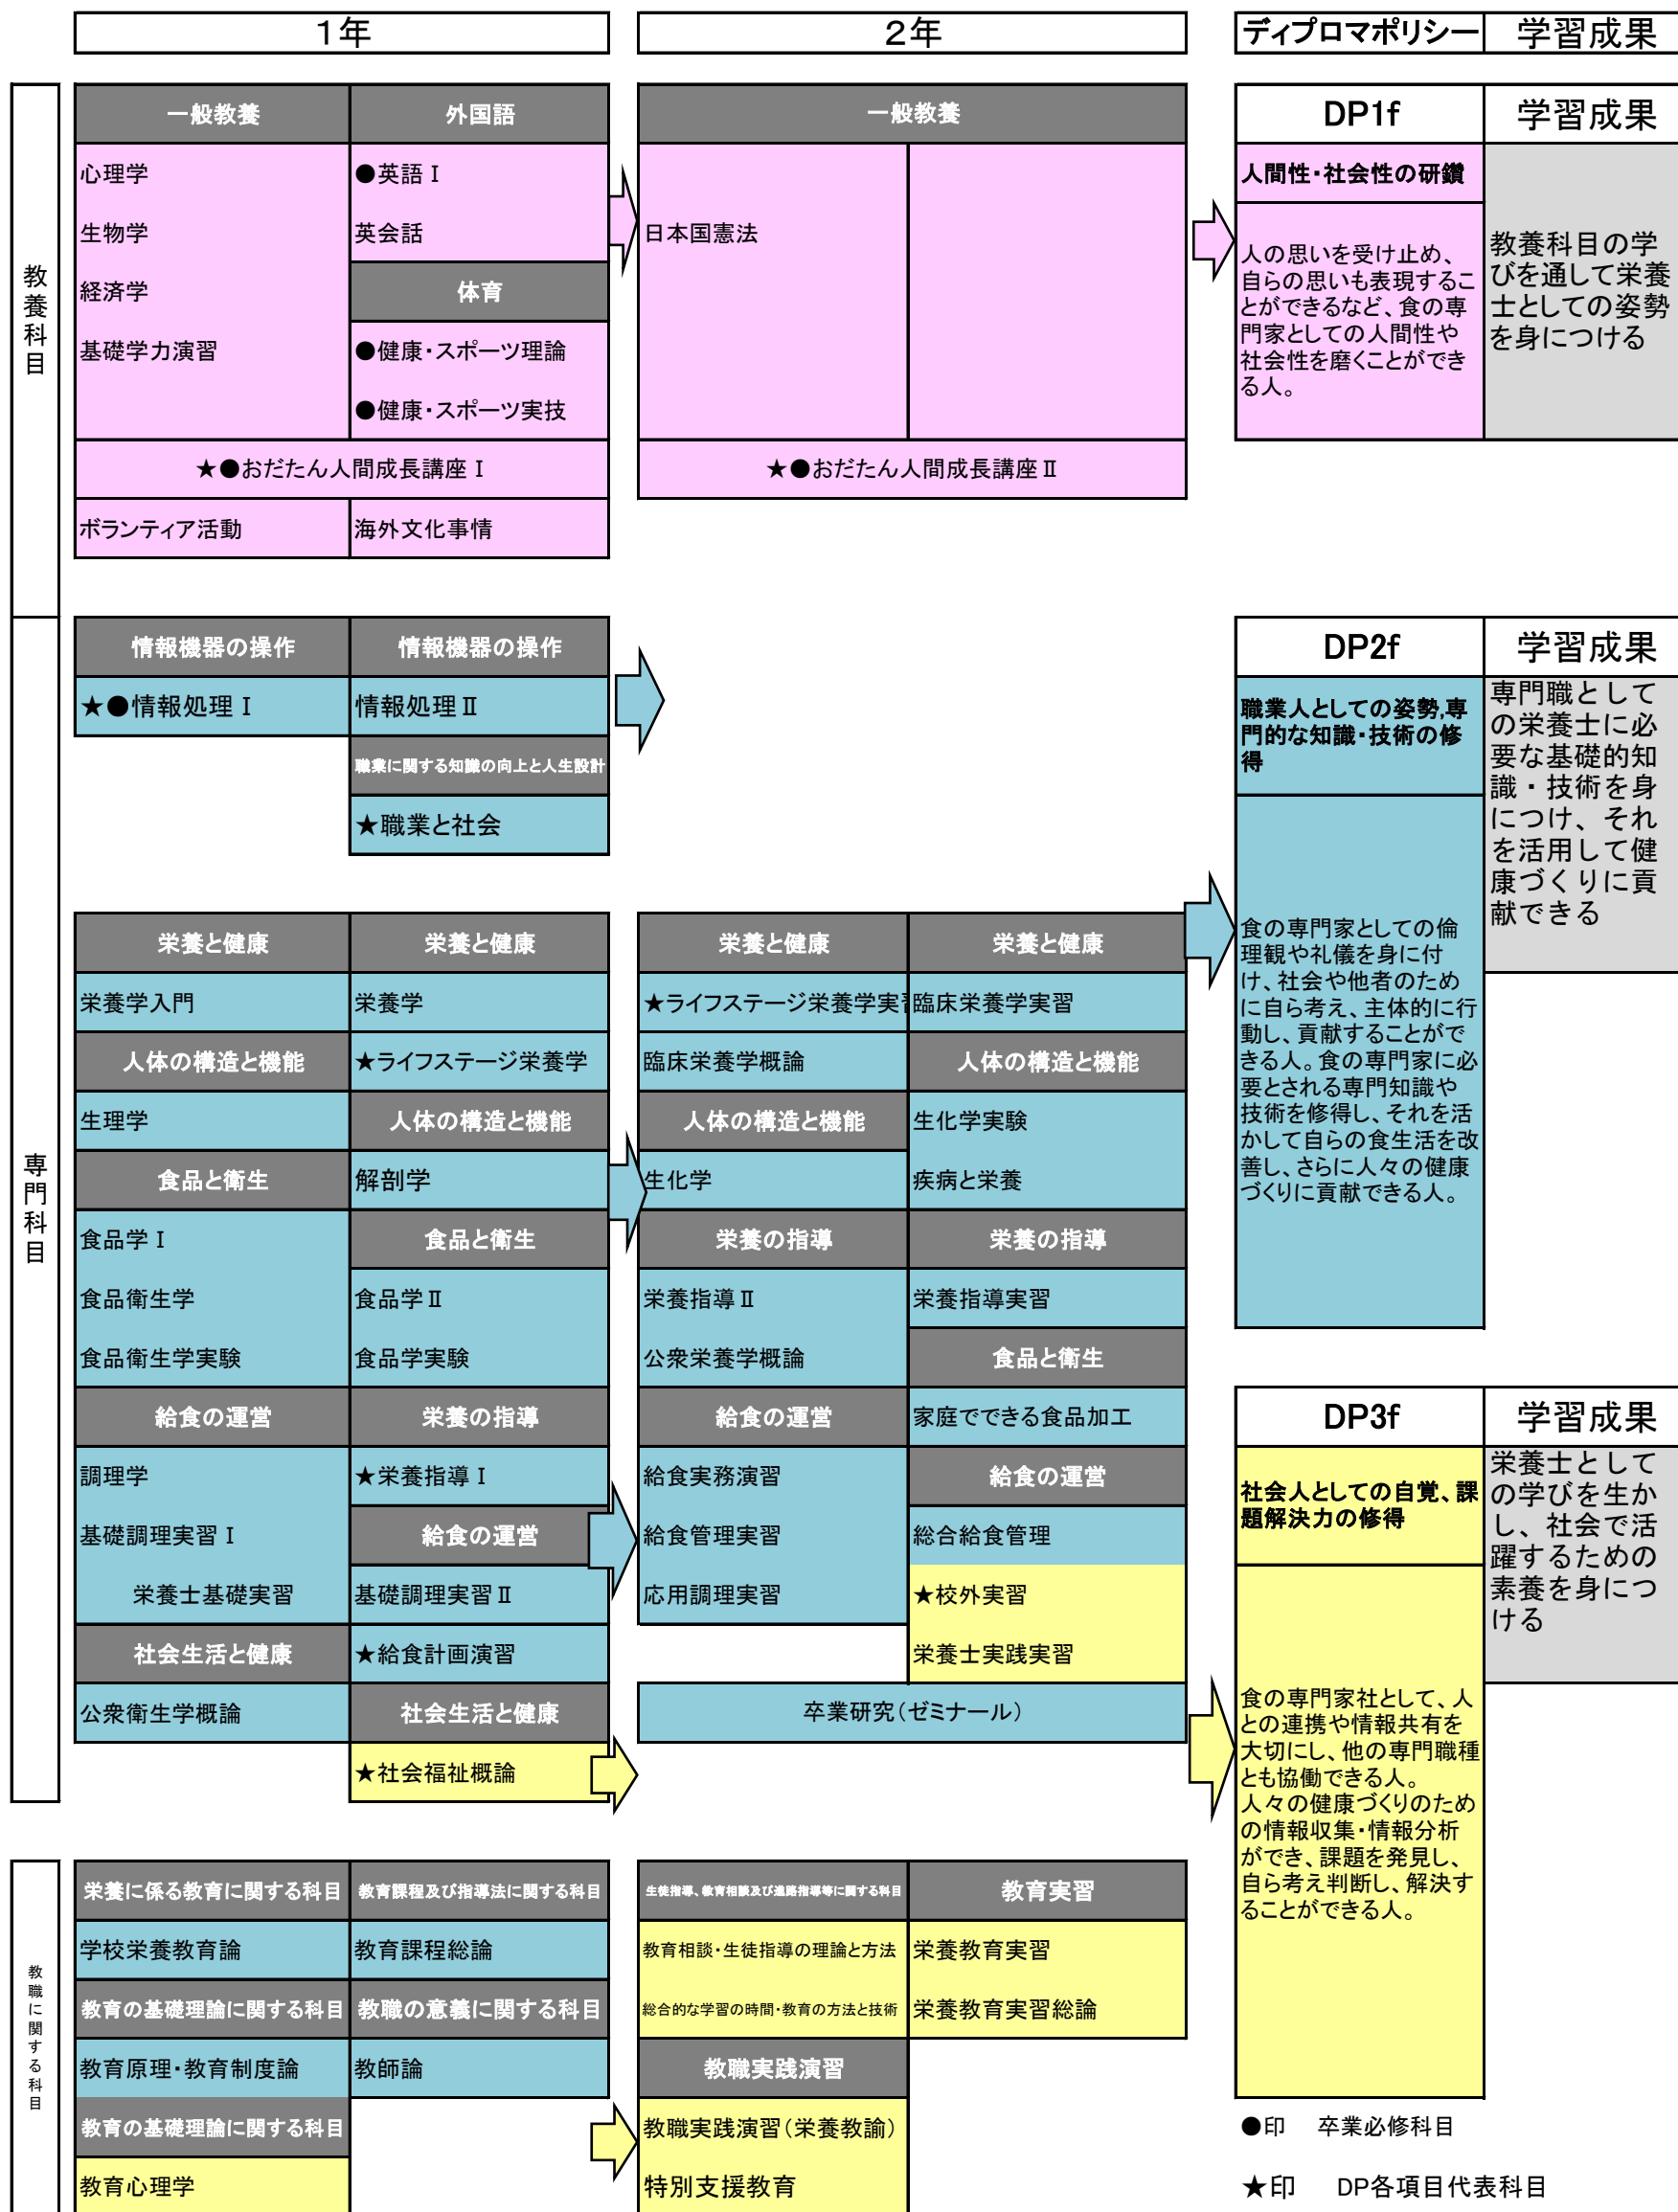 1年
2年
ディプロマポリシー
学習成果
教養科目
一般教養
外国語
心理学
●英語Ⅰ
生物学
英会話
経済学
体育
基礎学力演習
●健康・スポーツ理論
●健康・スポーツ実技
★●おだたん人間成長講座Ⅰ
ボランティア活動
海外文化事情
一般教養
日本国憲法
★●おだたん人間成長講座Ⅱ
DP1f
学習成果
人間性・社会性の研鑽
人の思いを受け止め、
自らの思いも表現するこ
とができるなど、食の専
門家としての人間性や
社会性を磨くことができ
る人。
教養科目の学
びを通して栄養
士としての姿勢
を身につける
専門科目
情報機器の操作
情報機器の操作
★●情報処理Ⅰ
情報処理Ⅱ
職業に関する知識の向上と人生設計
★職業と社会
DP2f
学習成果
職業人としての姿勢,専
門的な知識・技術の修
得
食の専門家としての倫
理観や礼儀を身に付
け、社会や他者のため
に自ら考え、主体的に行
動し、貢献することがで
きる人。食の専門家に必
要とされる専門知識や
技術を修得し、それを活
かして自らの食生活を改
善し、さらに人々の健康
づくりに貢献できる人。
専門職として
の栄養士に必
要な基礎的知
識・技術を身
につけ、それ
を活用して健
康づくりに貢
献できる
栄養と健康
栄養学入門
人体の構造と機能
生理学
食品と衛生
食品学Ⅰ
食品衛生学
食品衛生学実験
給食の運営
調理学
基礎調理実習Ⅰ
栄養士基礎実習
社会生活と健康
公衆衛生学概論
栄養と健康
栄養学
★ライフステージ栄養学
人体の構造と機能
解剖学
食品と衛生
食品学Ⅱ
食品学実験
栄養の指導
★栄養指導Ⅰ
給食の運営
基礎調理実習Ⅱ
★給食計画演習
社会生活と健康
★社会福祉概論
栄養と健康
★ライフステージ栄養学実習
臨床栄養学概論
人体の構造と機能
生化学
栄養の指導
栄養指導Ⅱ
公衆栄養学概論
給食の運営
給食実務演習
給食管理実習
応用調理実習
栄養と健康
臨床栄養学実習
人体の構造と機能
生化学実験
疾病と栄養
栄養の指導
栄養指導実習
食品と衛生
家庭でできる食品加工
給食の運営
総合給食管理
★校外実習
栄養士実践実習
卒業研究(ゼミナール)
DP3f
学習成果
社会人としての自覚、課
題解決力の修得
食の専門家社として、人
との連携や情報共有を
大切にし、他の専門職種
とも協働できる人。
人々の健康づくりのため
の情報収集・情報分析
ができ、課題を発見し、
自ら考え判断し、解決す
ることができる人。
栄養士として
の学びを生か
し、社会で活
躍するための
素養を身につ
ける
教職に関する科目
栄養に係る教育に関する科目
学校栄養教育論
教育の基礎理論に関する科目
教育原理・教育制度論
教育の基礎理論に関する科目
教育心理学
教育課程及び指導法に関する科目
教育課程総論
教職の意義に関する科目
教師論
生徒指導、教育相談及び進路指導等に関する科目
教育相談・生徒指導の理論と方法
総合的な学習の時間・教育の方法と技術
教職実践演習
教職実践演習(栄養教諭)
特別支援教育
教育実習
栄養教育実習
栄養教育実習総論
●印 卒業必修科目
★印 DP各項目代表科目